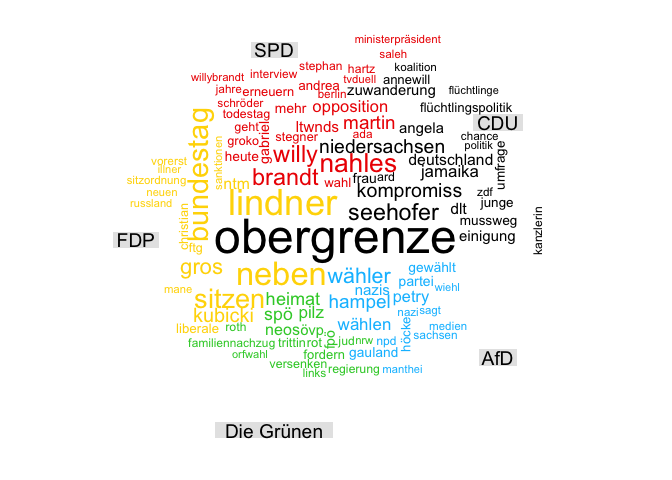 ministerpräsident
SPD
saleh
willybrandt interview stephan hartz koalition
jahre erneuern andrea tvduell annewill
berlin zuwanderung flüchtlinge
schröder mehr opposition flüchtlingspolitik
todestag
geht gabriel ltwnds martin angela CDU
groko stegner ada chance
bundestag sanktionen heute willy nahles niedersachsen politik
vorerst deutschland umfrage
illner brandt wahl frau ard jamaika
sitzordnung ntm kompromiss zdf
neuen lindner seehofer dlt junge
russland mussweg
christian obergrenze einigung kanzlerin
FDP ftg
gros neben wähler gewählt
mane nazis partei wiehl
sitzen heimat hampel petry
kubicki spö pilz nazi sagt
liberale roth neosövp wählen höcke medien
familiennachzug trittin rot fpö jud nrw npd sachsen
orfwahl fordern gauland AfD
versenken
links regierung manthei
Die Grünen